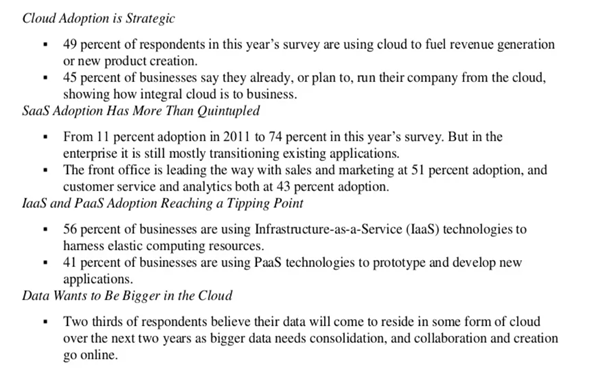 Cloud Adoption is Strategic
▪ 49 percent of respondents in this year's survey are using cloud to fuel revenue generation
or new product creation.
▪ 45 percent of businesses say they already, or plan to, run their company from the cloud,
showing how integral cloud is to business.
SaaS Adoption Has More Than Quintupled
▪ From 11 percent adoption in 2011 to 74 percent in this year's survey. But in the
enterprise it is still mostly transitioning existing applications.
▪ The front office is leading the way with sales and marketing at 51 percent adoption, and
customer service and analytics both at 43 percent adoption.
IaaS and PaaS Adoption Reaching a Tipping Point
▪ 56 percent of businesses are using Infrastructure-as-a-Service (IaaS) technologies to
harness elastic computing resources.
▪ 41 percent of businesses are using PaaS technologies to prototype and develop new
applications.
Data Wants to Be Bigger in the Cloud
▪ Two thirds of respondents believe their data will come to reside in some form of cloud
over the next two years as bigger data needs consolidation, and collaboration and creation
go online.